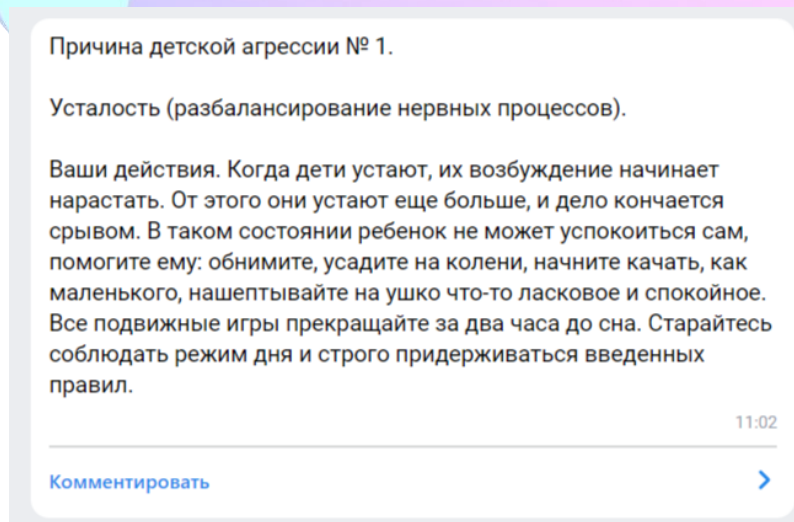 Причина детской агрессии № 1.
Усталость (разбалансирование нервных процессов).
Ваши действия. Когда дети устают, их возбуждение начинает
нарастать. От этого они устают еще больше, и дело кончается
срывом. В таком состоянии ребенок не может успокоиться сам,
помогите ему: обнимите, усадите на колени, начните качать, как
маленького, нашептывайте на ушко что-то ласковое и спокойное.
Все подвижные игры прекращайте за два часа до сна. Старайтесь
соблюдать режим дня и строго придерживаться введенных
правил.
11:02
Комментировать